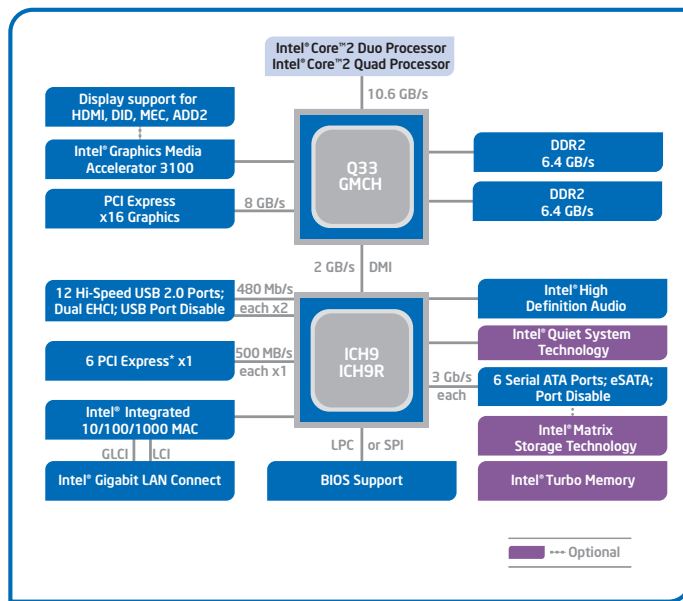 Intel® Core™2 Duo Processor
Intel® Core™2 Quad Processor
10.6 GB/s
Display support for
HDMI, DID, MEC, ADD2
Intel® Graphics Media
Accelerator 3100
PCI Express
x16 Graphics
8 GB/s
Q33
GMCH
DDR2
6.4 GB/s
DDR2
6.4 GB/s
2 GB/s
DMI
12 Hi-Speed USB 2.0 Ports;
Dual EHCI; USB Port Disable
480 Mb/s
each x2
6 PCI Express* x1
500 MB/s
each x1
Intel® Integrated
10/100/1000 MAC
GLCI
LCI
Intel® Gigabit LAN Connect
ICH9
ICH9R
LPC or SPI
BIOS Support
Intel® High
Definition Audio
Intel® Quiet System
Technology
3 Gb/s
each
6 Serial ATA Ports; eSATA;
Port Disable
Intel® Matrix
Storage Technology
Intel® Turbo Memory
Optional